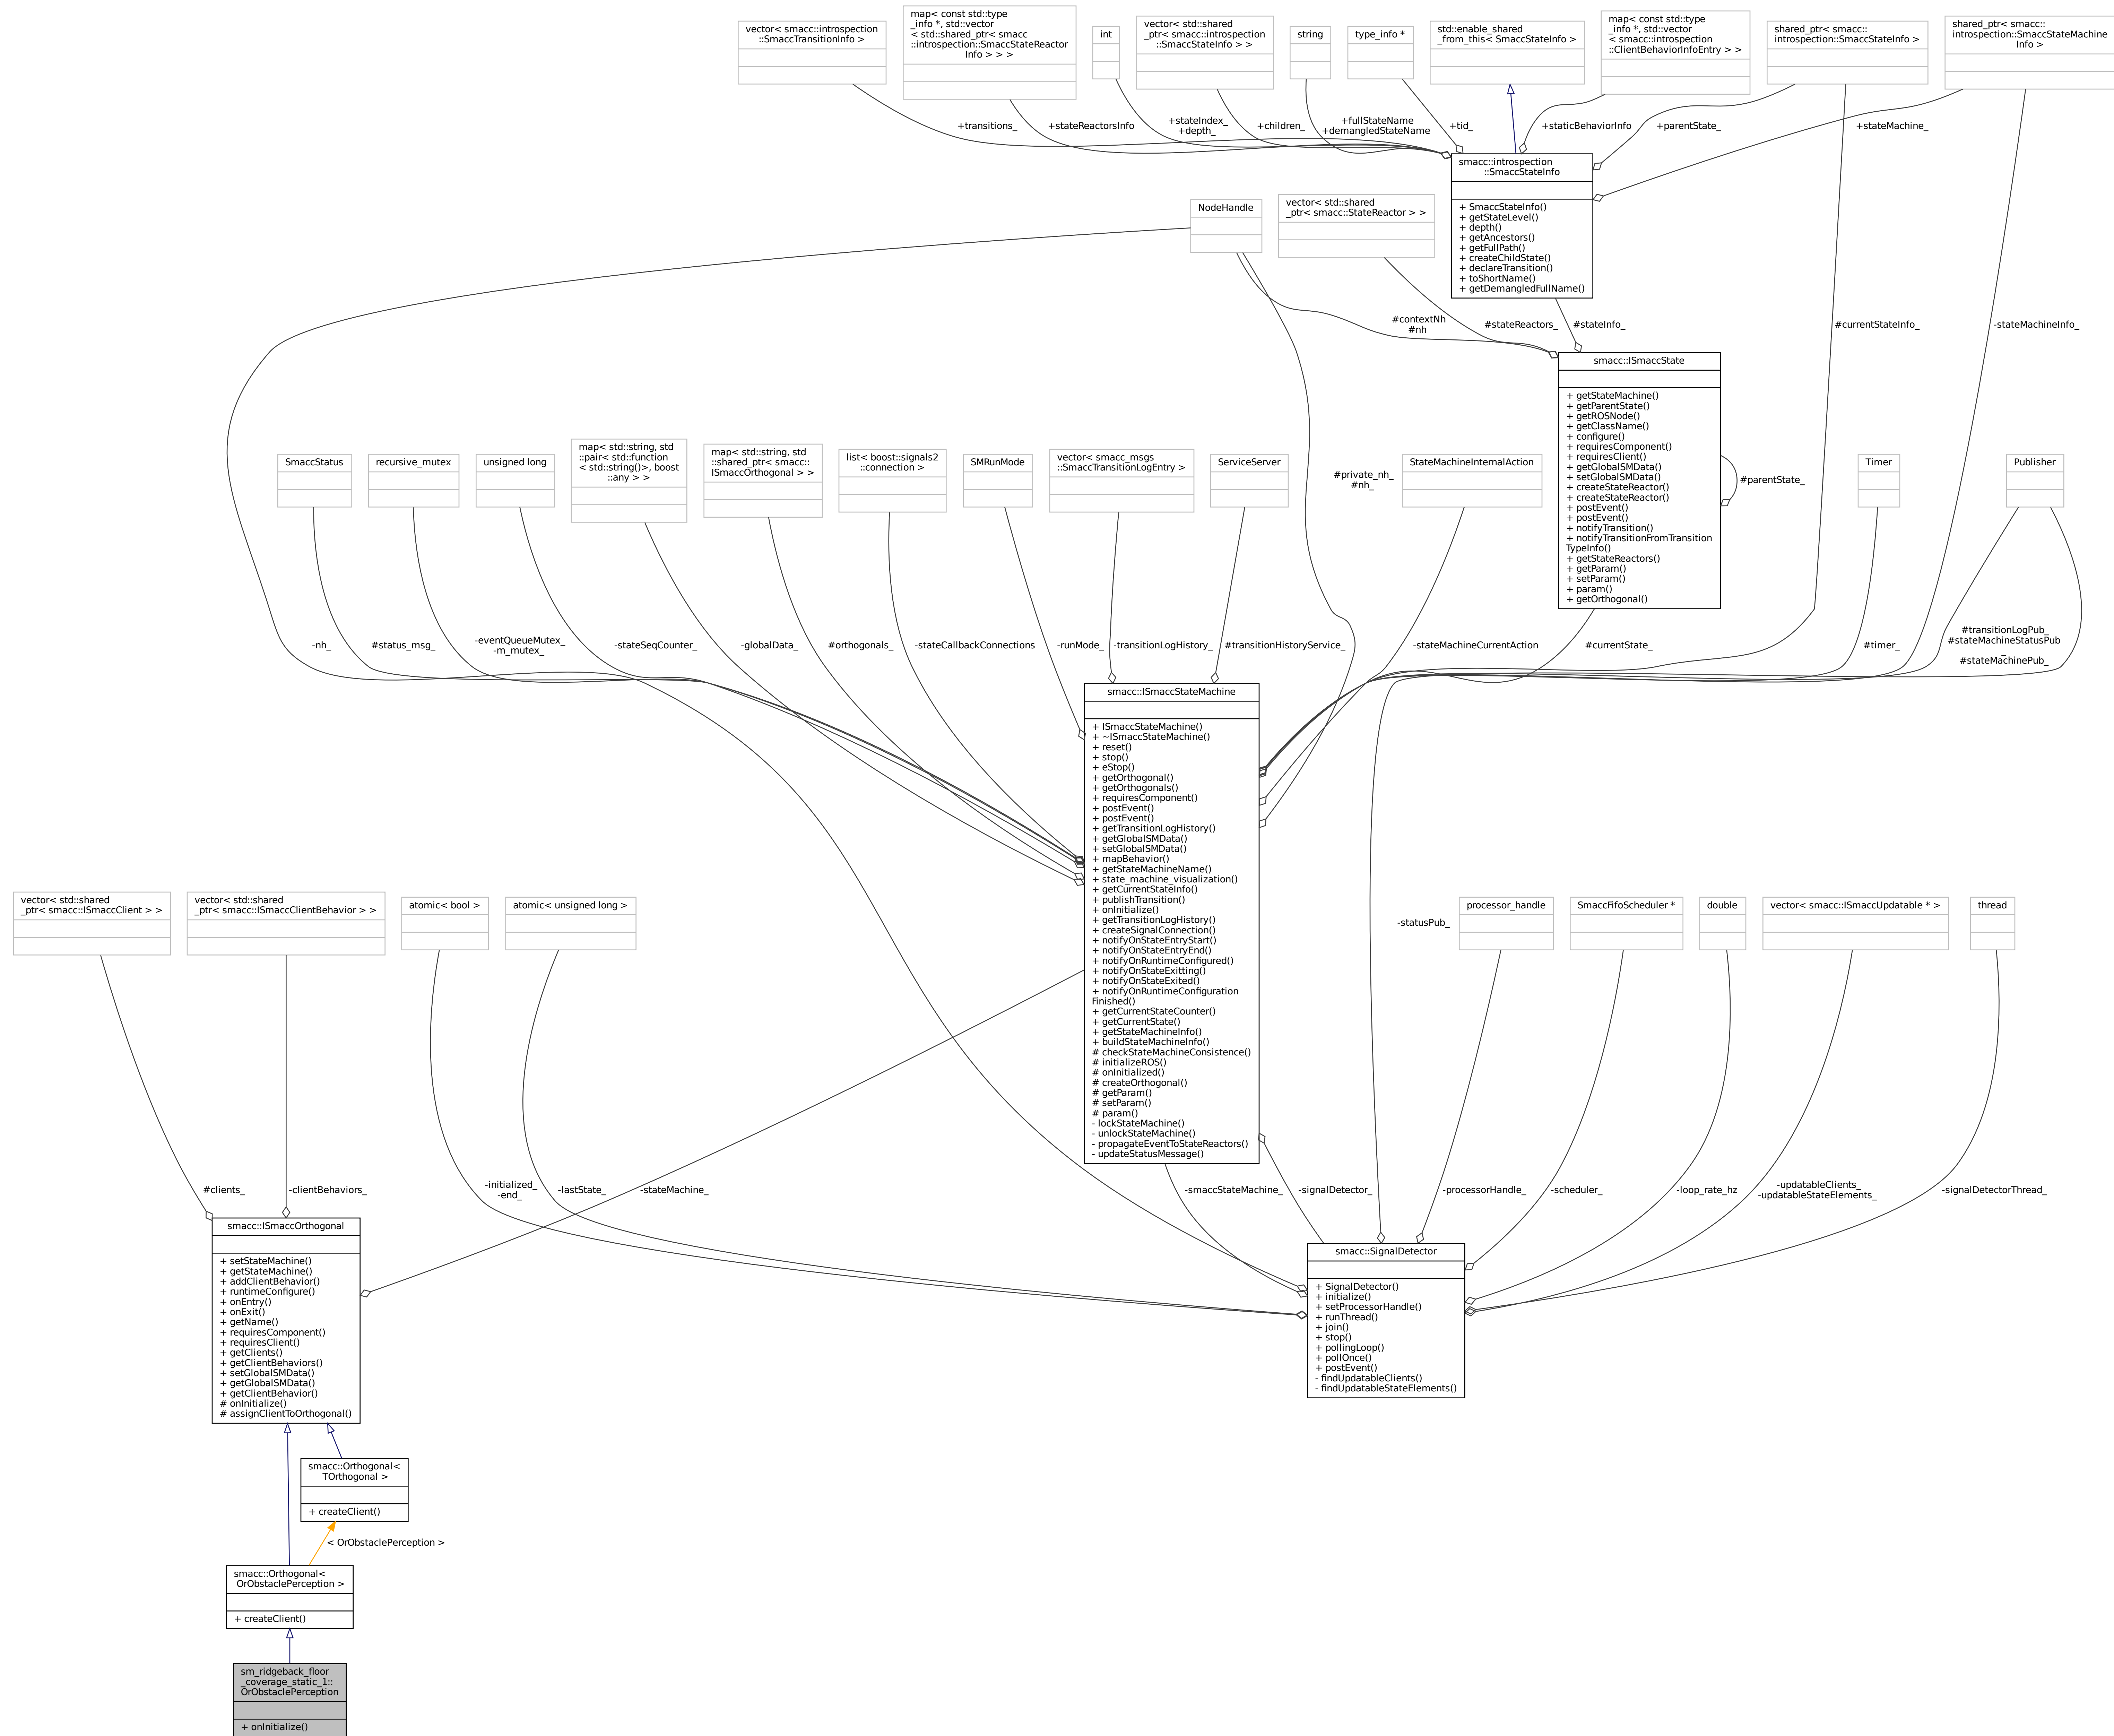 vector< smacc::introspection
::SmaccTransitionInfo >
map< const std::type
_info *, std::vector
< std::shared_ptr< smacc
::introspection::SmaccStateReactor
Info > > >
int
vector< std::shared
_ptr< smacc::introspection
::SmaccStateInfo > >
string
type_info *
std::enable_shared
_from_this< SmaccStateInfo >
map< const std::type
_info *, std::vector
< smacc::introspection
::ClientBehaviorInfoEntry > >
shared_ptr< smacc::
introspection::SmaccStateInfo >
shared_ptr< smacc::
introspection::SmaccStateMachine
Info >
+transitions_
+stateReactorsInfo
+stateIndex_
+depth_
+children_
+fullStateName
+demangledStateName
+tid_
+staticBehaviorInfo
+parentState_
+stateMachine_
smacc::introspection
::SmaccStateInfo
+ SmaccStateInfo()
+ getStateLevel()
+ depth()
+ getAncestors()
+ getFullPath()
+ createChildState()
+ declareTransition()
+ toShortName()
+ getDemangledFullName()
NodeHandle
vector< std::shared
_ptr< smacc::StateReactor > >
#contextNh
#nh
#stateReactors_
#stateInfo_
#currentStateInfo_
-stateMachineInfo_
smacc::ISmaccState
+ getStateMachine()
+ getParentState()
+ getROSNode()
+ getClassName()
+ configure()
+ requiresComponent()
+ requiresClient()
+ getGlobalSMData()
+ setGlobalSMData()
+ createStateReactor()
+ createStateReactor()
+ postEvent()
+ postEvent()
+ notifyTransition()
+ notifyTransitionFromTransition
TypeInfo()
+ getStateReactors()
+ getParam()
+ setParam()
+ param()
+ getOrthogonal()
#parentState_
SmaccStatus
recursive_mutex
unsigned long
map< std::string, std
::pair< std::function
< std::string()>, boost
::any > >
map< std::string, std
::shared_ptr< smacc::
ISmaccOrthogonal > >
list< boost::signals2
::connection >
SMRunMode
vector< smacc_msgs
::SmaccTransitionLogEntry >
ServiceServer
#private_nh_
#nh_
StateMachineInternalAction
Timer
Publisher
-nh_
#status_msg_
-eventQueueMutex_
-m_mutex_
-stateSeqCounter_
-globalData_
#orthogonals_
-stateCallbackConnections
-runMode_
-transitionLogHistory_
#transitionHistoryService_
-stateMachineCurrentAction
#currentState_
#timer_
#transitionLogPub_
#stateMachineStatusPub
_
#stateMachinePub_
smacc::ISmaccStateMachine
+ ISmaccStateMachine()
+ ~ISmaccStateMachine()
+ reset()
+ stop()
+ eStop()
+ getOrthogonal()
+ getOrthogonals()
+ requiresComponent()
+ postEvent()
+ postEvent()
+ getTransitionLogHistory()
+ getGlobalSMData()
+ setGlobalSMData()
+ mapBehavior()
+ getStateMachineName()
+ state_machine_visualization()
+ getCurrentStateInfo()
+ publishTransition()
+ onInitialize()
+ getTransitionLogHistory()
+ createSignalConnection()
+ notifyOnStateEntryStart()
+ notifyOnStateEntryEnd()
+ notifyOnRuntimeConfigured()
+ notifyOnStateExitting()
+ notifyOnStateExited()
+ notifyOnRuntimeConfiguration
Finished()
+ getCurrentStateCounter()
+ getCurrentState()
+ getStateMachineInfo()
+ buildStateMachineInfo()
# checkStateMachineConsistence()
# initializeROS()
# onInitialized()
# createOrthogonal()
# getParam()
# setParam()
# param()
- lockStateMachine()
- unlockStateMachine()
- propagateEventToStateReactors()
- updateStatusMessage()
vector< std::shared
_ptr< smacc::ISmaccClient > >
vector< std::shared
_ptr< smacc::ISmaccClientBehavior > >
atomic< bool >
atomic< unsigned long >
-statusPub_
processor_handle
SmaccFifoScheduler *
double
vector< smacc::ISmaccUpdatable * >
thread
#clients_
-clientBehaviors_
-initialized_
-end_
-lastState_
-stateMachine_
-smaccStateMachine_
-signalDetector_
-processorHandle_
-scheduler_
-loop_rate_hz
-updatableClients_
-updatableStateElements_
-signalDetectorThread_
smacc::ISmaccOrthogonal
+ setStateMachine()
+ getStateMachine()
+ addClientBehavior()
+ runtimeConfigure()
+ onEntry()
+ onExit()
+ getName()
+ requiresComponent()
+ requiresClient()
+ getClients()
+ getClientBehaviors()
+ setGlobalSMData()
+ getGlobalSMData()
+ getClientBehavior()
# onInitialize()
# assignClientToOrthogonal()
smacc::SignalDetector
+ SignalDetector()
+ initialize()
+ setProcessorHandle()
+ runThread()
+ join()
+ stop()
+ pollingLoop()
+ pollOnce()
+ postEvent()
- findUpdatableClients()
- findUpdatableStateElements()
smacc::Orthogonal<
TOrthogonal >
+ createClient()
< OrObstaclePerception >
smacc::Orthogonal<
OrObstaclePerception >
+ createClient()
sm_ridgeback_floor
_coverage_static_1::
OrObstaclePerception
+ onInitialize()